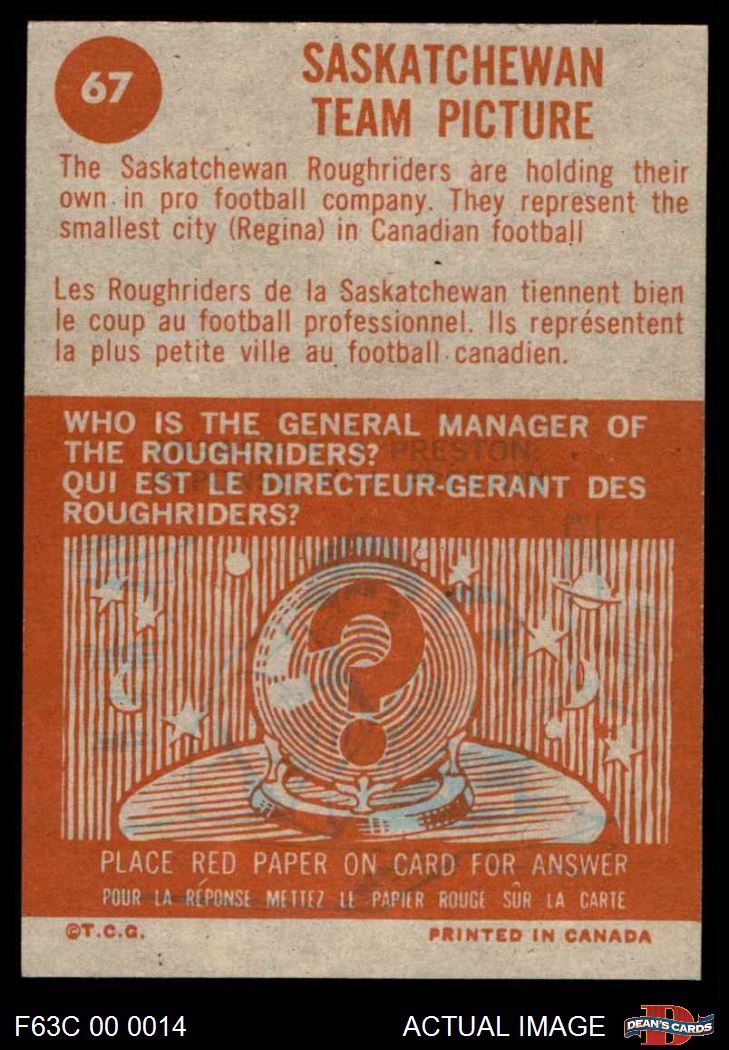 67
SASKATCHEWAN
TEAM PICTURE
The Saskatchewan Roughriders are holding their
own in pro football company. They represent the
smallest city (Regina) in Canadian football
Les Roughriders de la Saskatchewan tiennent bien
le coup au football professionnel. Ils représentent
la plus petite ville au football canadien.
WHO IS THE GENERAL MANAGER OF
THE ROUGHRIDERS?
PRESTON
QUI EST LE DIRECTEUR-GERANT DES
ROUGHRIDERS?
?
PLACE RED PAPER ON CARD FOR ANSWER
POUR LA RÉPONSE METTEZ LE PAPIER ROUGE SÛR LA CARTE
©T.C.G.
PRINTED IN CANADA
F63C 00 0014
ACTUAL IMAGE
D
DEAN'S CARDS